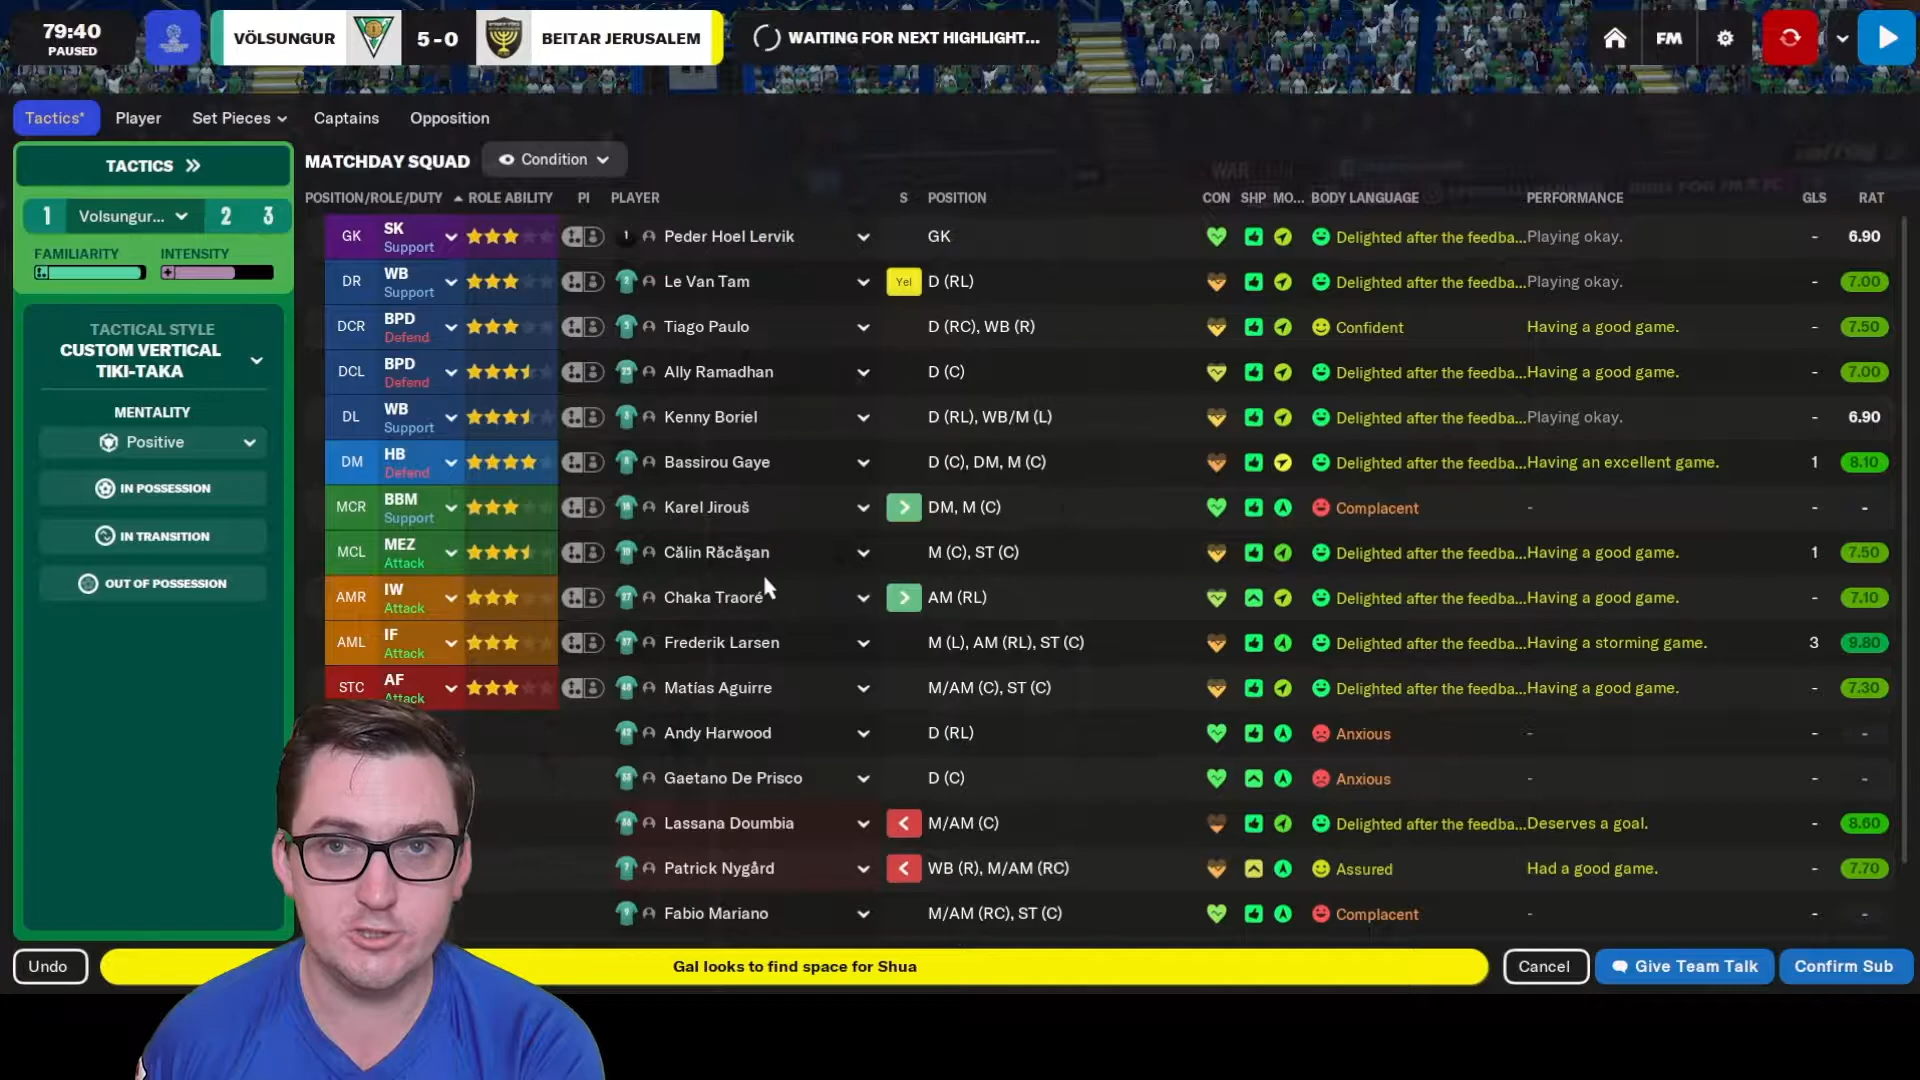 79:40
PAUSED
VÖLSUNGUR
5 - 0
BEITAR JERUSALEM
WAITING FOR NEXT HIGHLIGHT...
FM
Tactics*
Player
Set Pieces
Captains
Opposition
TACTICS
1 Volsungur... 2 3
FAMILIARITY INTENSITY
TACTICAL STYLE
CUSTOM VERTICAL
TIKI-TAKA
MENTALITY
Positive
IN POSSESSION
IN TRANSITION
OUT OF POSSESSION
MATCHDAY SQUAD
Condition
POSITION/ROLE/DUTY ROLE ABILITY PI PLAYER S POSITION CON SHP MO... BODY LANGUAGE PERFORMANCE GLS RAT
GK SK Support 1 Peder Hoel Lervik GK Delighted after the feedba... Playing okay. - 6.90
DR WB Support 2 Le Van Tam Yel D (RL) Delighted after the feedba... Playing okay. - 7.00
DCR BPD Defend 5 Tiago Paulo D (RC), WB (R) Confident Having a good game. - 7.50
DCL BPD Defend Ally Ramadhan D (C) Delighted after the feedba... Having a good game. - 7.00
DL WB Support Kenny Boriel D (RL), WB/M (L) Delighted after the feedba... Playing okay. - 6.90
DM HB Defend Bassirou Gaye D (C), DM, M (C) Delighted after the feedba... Having an excellent game. 1 8.10
MCR BBM Support Karel Jirouš DM, M (C) Complacent - - -
MCL MEZ Attack Călin Răcăşan M (C), ST (C) Delighted after the feedba... Having a good game. 1 7.50
AMR IW Attack Chaka Traoré AM (RL) Delighted after the feedba... Having a good game. - 7.10
AML IF Attack Frederik Larsen M (L), AM (RL), ST (C) Delighted after the feedba... Having a storming game. 3 9.80
STC AF Attack Matías Aguirre M/AM (C), ST (C) Delighted after the feedba... Having a good game. - 7.30
Andy Harwood D (RL) Anxious - - -
Gaetano De Prisco D (C) Anxious - - -
Lassana Doumbia M/AM (C) Delighted after the feedba... Deserves a goal. - 8.60
7 Patrick Nygård WB (R), M/AM (RC) Assured Had a good game. - 7.70
9 Fabio Mariano M/AM (RC), ST (C) Complacent - - -
Undo
Gal looks to find space for Shua
Cancel
Give Team Talk
Confirm Sub